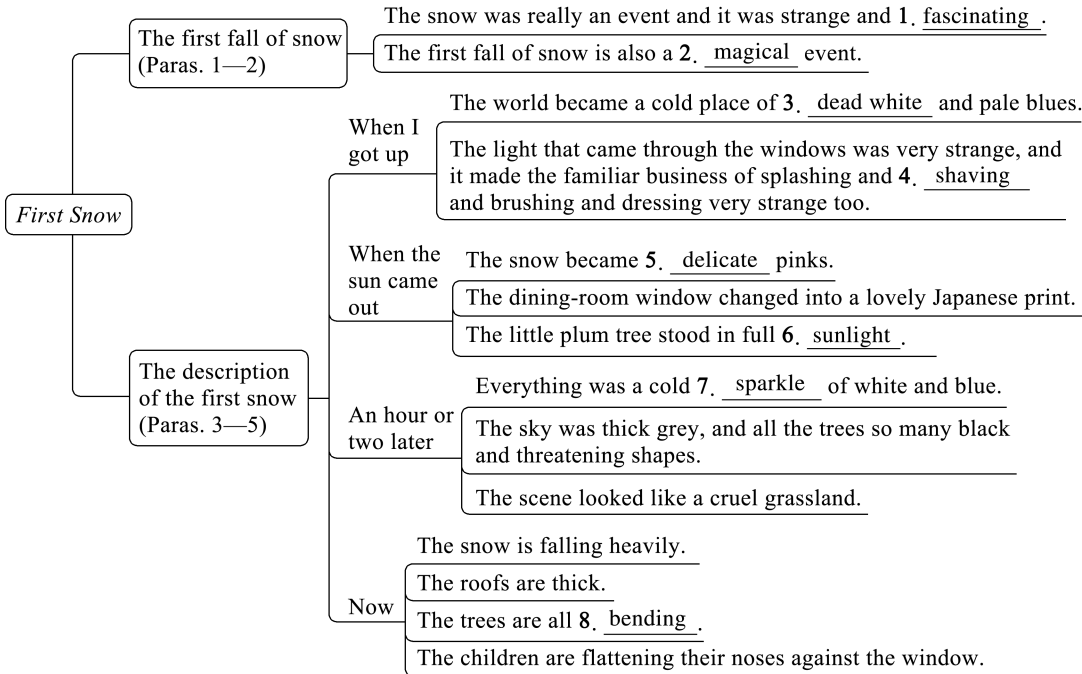 The snow was really an event and it was strange and 1. fascinating .
The first fall of snow
(Paras. 1—2)
The first fall of snow is also a 2. magical event.
First Snow
When I
got up
The world became a cold place of 3. dead white and pale blues.
The light that came through the windows was very strange, and
it made the familiar business of splashing and 4. shaving
and brushing and dressing very strange too.
When the
sun came
out
The snow became 5. delicate pinks.
The dining-room window changed into a lovely Japanese print.
The little plum tree stood in full 6. sunlight .
The description
of the first snow
(Paras. 3—5)
An hour or
two later
Everything was a cold 7. sparkle of white and blue.
The sky was thick grey, and all the trees so many black
and threatening shapes.
The scene looked like a cruel grassland.
Now
The snow is falling heavily.
The roofs are thick.
The trees are all 8. bending .
The children are flattening their noses against the window.